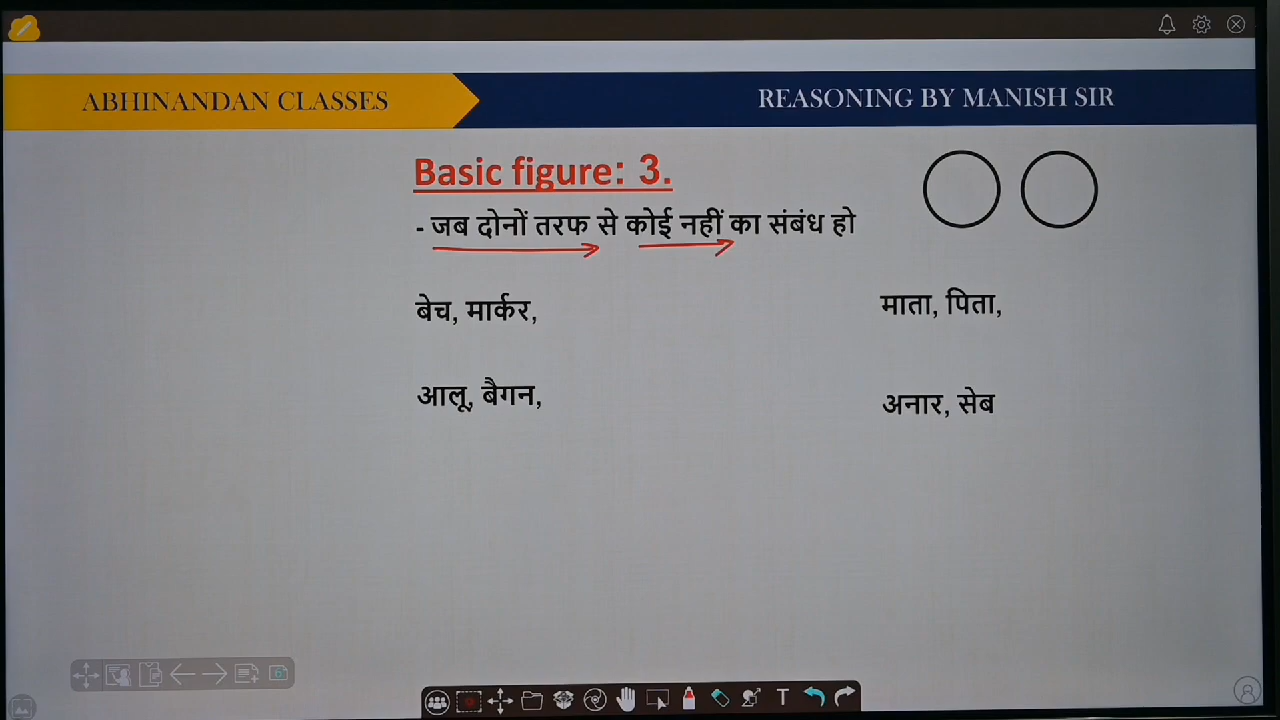 ABHINANDAN CLASSES
REASONING BY MANISH SIR
Basic figure: 3.
- जब दोनों तरफ से कोई नहीं का संबंध हो
बेच, मार्कर,
माता, पिता,
आलू, बैगन,
अनार, सेब
T